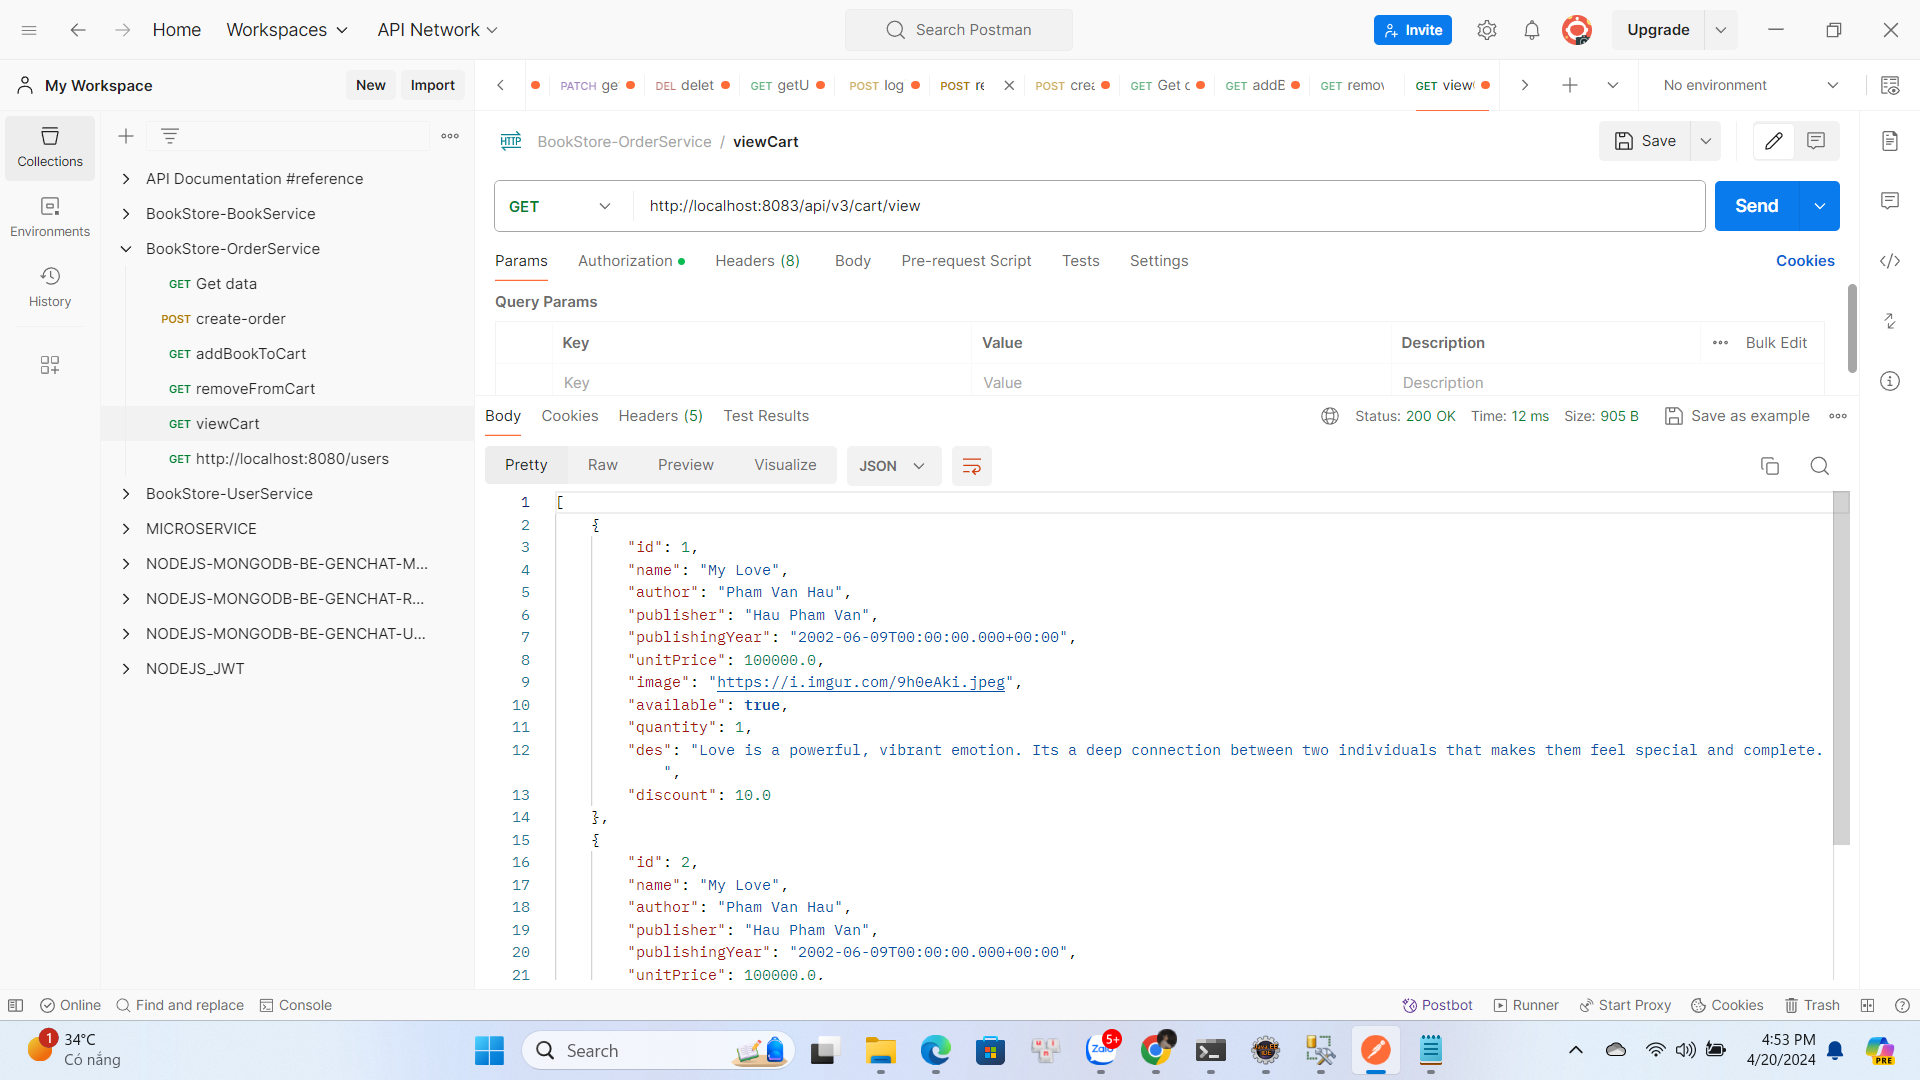 Home Workspaces API Network Search Postman Invite Upgrade
My Workspace New Import PATCH ge DEL delet GET getU POST log POST re POST crea GET Get c GET addB GET remov GET view No environment
Collections
Environments
History
API Documentation #reference
BookStore-BookService
BookStore-OrderService
GET Get data
POST create-order
GET addBookToCart
GET removeFromCart
GET viewCart
GET http://localhost:8080/users
BookStore-UserService
MICROSERVICE
NODEJS-MONGODB-BE-GENCHAT-M...
NODEJS-MONGODB-BE-GENCHAT-R...
NODEJS-MONGODB-BE-GENCHAT-U...
NODEJS_JWT
HTTP BookStore-OrderService / viewCart Save
GET http://localhost:8083/api/v3/cart/view Send
Params Authorization Headers (8) Body Pre-request Script Tests Settings Cookies
Query Params
Key Value Description Bulk Edit
Key Value Description
Body Cookies Headers (5) Test Results Status: 200 OK Time: 12 ms Size: 905 B Save as example
Pretty Raw Preview Visualize JSON
1 [
2 {
3 "id": 1,
4 "name": "My Love",
5 "author": "Pham Van Hau",
6 "publisher": "Hau Pham Van",
7 "publishingYear": "2002-06-09T00:00:00.000+00:00",
8 "unitPrice": 100000.0,
9 "image": "https://i.imgur.com/9h0eAki.jpeg",
10 "available": true,
11 "quantity": 1,
12 "des": "Love is a powerful, vibrant emotion. Its a deep connection between two individuals that makes them feel special and complete.
",
13 "discount": 10.0
14 },
15 {
16 "id": 2,
17 "name": "My Love",
18 "author": "Pham Van Hau",
19 "publisher": "Hau Pham Van",
20 "publishingYear": "2002-06-09T00:00:00.000+00:00",
21 "unitPrice": 100000.0,
Online Find and replace Console Postbot Runner Start Proxy Cookies Trash
1 34°C
Có nắng
Search
Zalo 5+
4:53 PM
4/20/2024
PRE